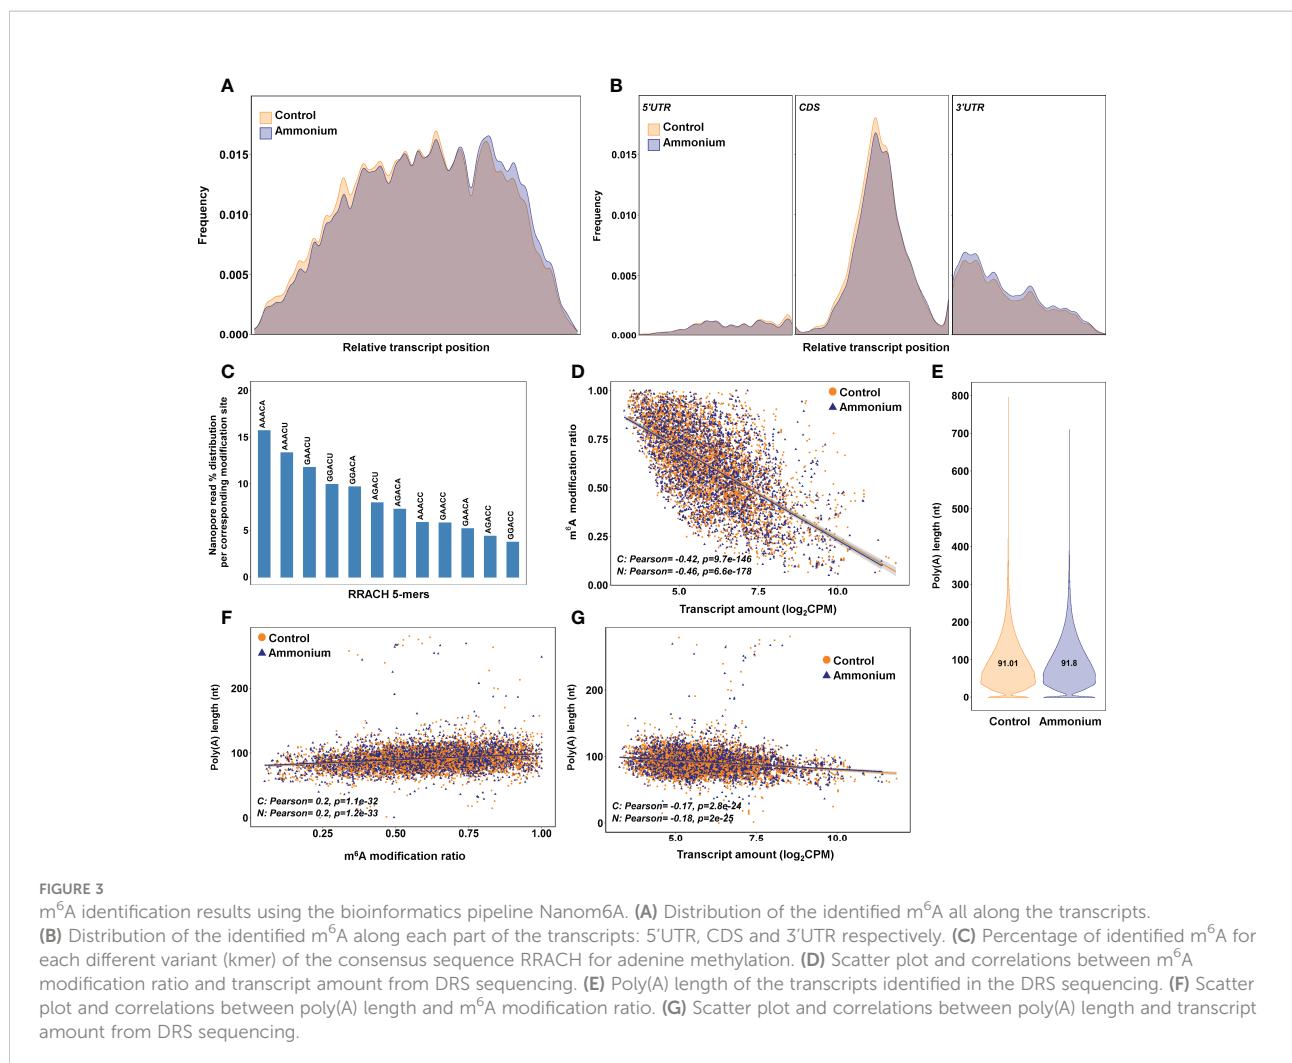 A
Control
Ammonium
0.015
0.010
0.005
0.000
Frequency
Relative transcript position
B
5'UTR
CDS
3'UTR
Control
Ammonium
0.015
0.010
0.005
0.000
Frequency
Relative transcript position
C
20
15
10
5
0
Nanopore read % distribution
per corresponding modification site
AAACA
AAACU
GAACU
GGACU
GGACA
AGACU
AGACA
AAACC
GAACC
GAACA
AGACC
GGACC
RRACH 5-mers
D
1.00
0.75
0.50
0.25
0.00
m⁶A modification ratio
Control
Ammonium
C: Pearson= -0.42, p=9.7e-146
N: Pearson= -0.46, p=6.6e-178
5.0
7.5
10.0
Transcript amount (log₂CPM)
E
800
700
600
500
400
300
200
100
0
Poly(A) length (nt)
91.01
91.8
Control
Ammonium
F
Control
Ammonium
200
100
0
Poly(A) length (nt)
C: Pearson= 0.2, p=1.1e-32
N: Pearson= 0.2, p=1.2e-33
0.25
0.50
0.75
1.00
m⁶A modification ratio
G
Control
Ammonium
200
100
0
Poly(A) length (nt)
C: Pearson= -0.17, p=2.8e-24
N: Pearson= -0.18, p=2e-25
5.0
7.5
10.0
Transcript amount (log₂CPM)
FIGURE 3
m⁶A identification results using the bioinformatics pipeline Nanom6A. (A) Distribution of the identified m⁶A all along the transcripts.
(B) Distribution of the identified m⁶A along each part of the transcripts: 5'UTR, CDS and 3'UTR respectively. (C) Percentage of identified m⁶A for
each different variant (kmer) of the consensus sequence RRACH for adenine methylation. (D) Scatter plot and correlations between m⁶A
modification ratio and transcript amount from DRS sequencing. (E) Poly(A) length of the transcripts identified in the DRS sequencing. (F) Scatter
plot and correlations between poly(A) length and m⁶A modification ratio. (G) Scatter plot and correlations between poly(A) length and transcript
amount from DRS sequencing.